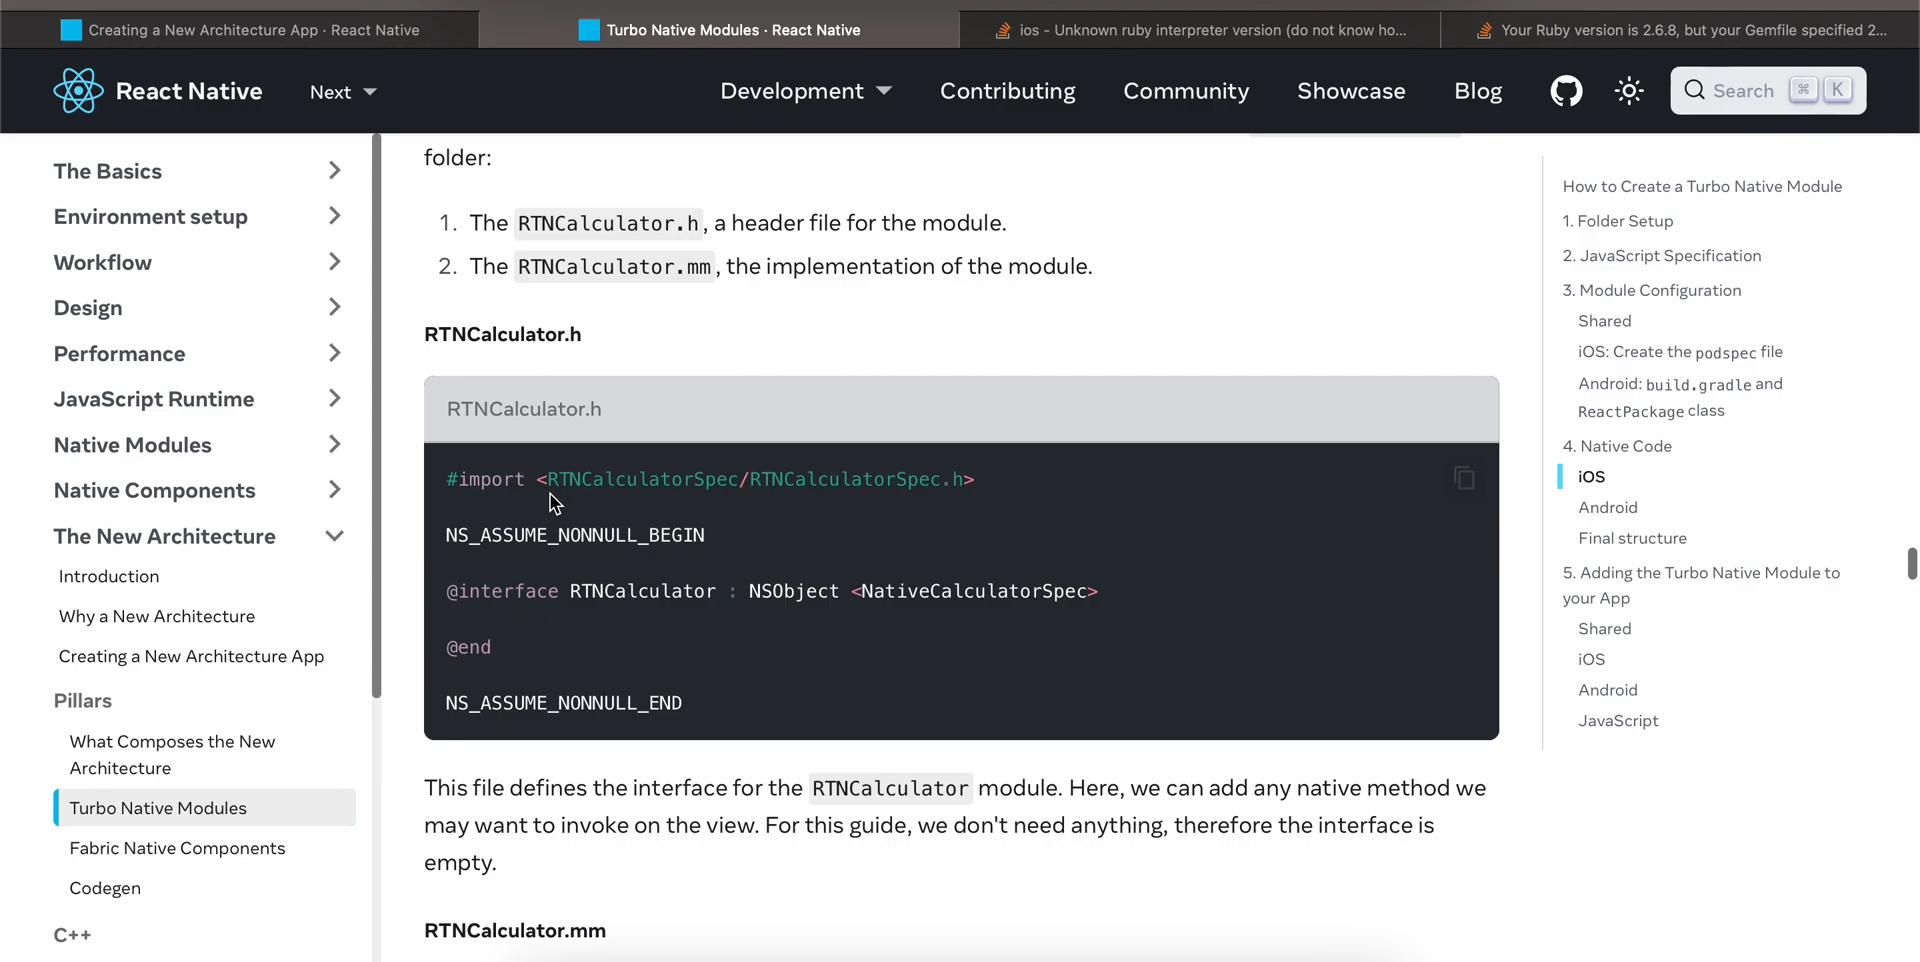 Creating a New Architecture App · React Native
Turbo Native Modules · React Native
ios - Unknown ruby interpreter version (do not know ho...
Your Ruby version is 2.6.8, but your Gemfile specified 2...
React Native
Next
Development
Contributing
Community
Showcase
Blog
Search ⌘ K
The Basics
Environment setup
Workflow
Design
Performance
JavaScript Runtime
Native Modules
Native Components
The New Architecture
Introduction
Why a New Architecture
Creating a New Architecture App
Pillars
What Composes the New
Architecture
Turbo Native Modules
Fabric Native Components
Codegen
C++
folder:
1. The RTNCalculator.h, a header file for the module.
2. The RTNCalculator.mm, the implementation of the module.
RTNCalculator.h
RTNCalculator.h
#import <RTNCalculatorSpec/RTNCalculatorSpec.h>
NS_ASSUME_NONNULL_BEGIN
@interface RTNCalculator : NSObject <NativeCalculatorSpec>
@end
NS_ASSUME_NONNULL_END
This file defines the interface for the RTNCalculator module. Here, we can add any native method we
may want to invoke on the view. For this guide, we don't need anything, therefore the interface is
empty.
RTNCalculator.mm
How to Create a Turbo Native Module
1. Folder Setup
2. JavaScript Specification
3. Module Configuration
Shared
iOS: Create the podspec file
Android: build.gradle and
ReactPackage class
4. Native Code
iOS
Android
Final structure
5. Adding the Turbo Native Module to
your App
Shared
iOS
Android
JavaScript